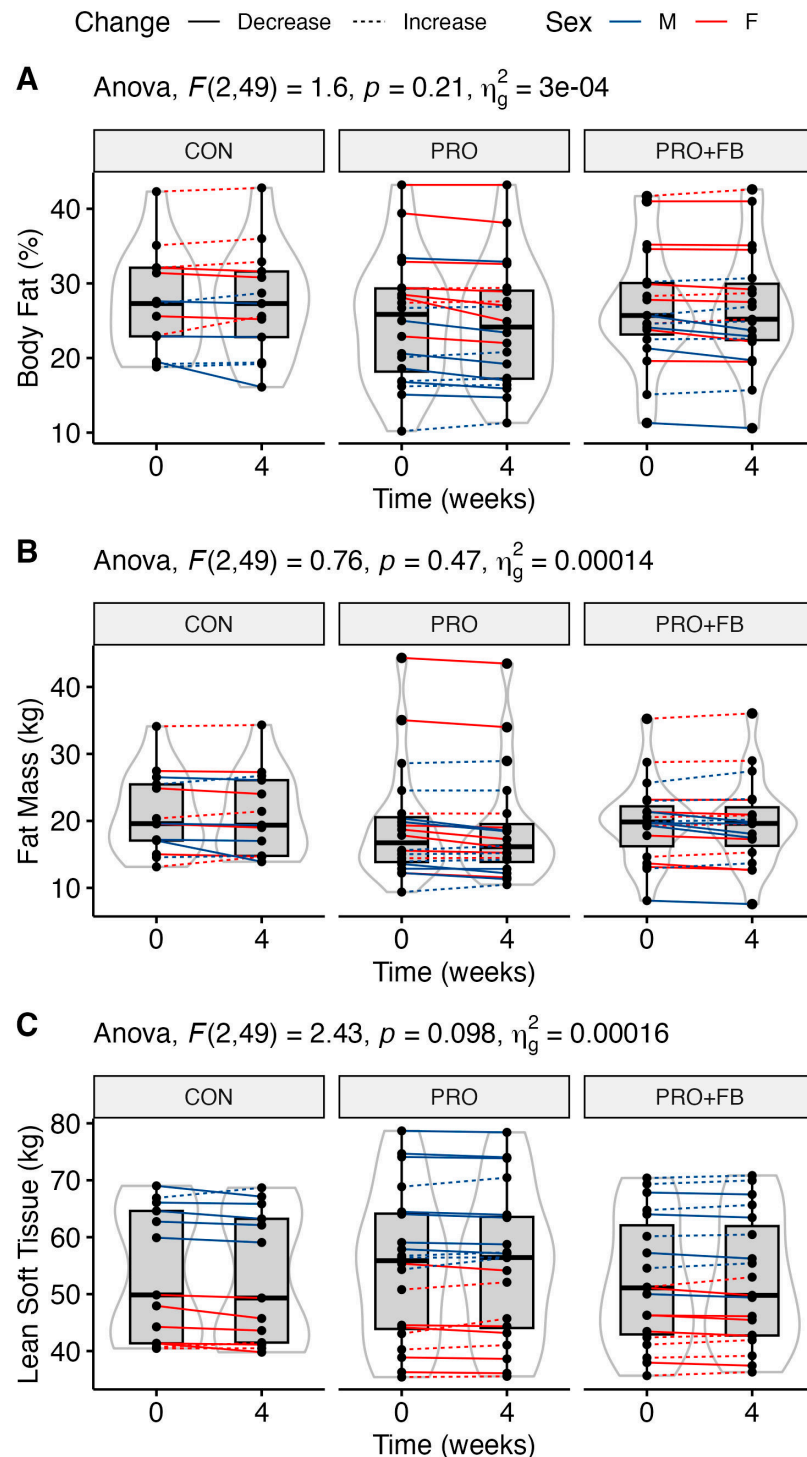 Change Decrease Increase Sex M F
A Anova, F(2,49) = 1.6, p = 0.21, η²g = 3e-04
CON PRO PRO+FB
Body Fat (%)
40
30
20
10
0 4 0 4 0 4
Time (weeks)
B Anova, F(2,49) = 0.76, p = 0.47, η²g = 0.00014
CON PRO PRO+FB
Fat Mass (kg)
40
30
20
10
0 4 0 4 0 4
Time (weeks)
C Anova, F(2,49) = 2.43, p = 0.098, η²g = 0.00016
CON PRO PRO+FB
Lean Soft Tissue (kg)
80
70
60
50
40
0 4 0 4 0 4
Time (weeks)